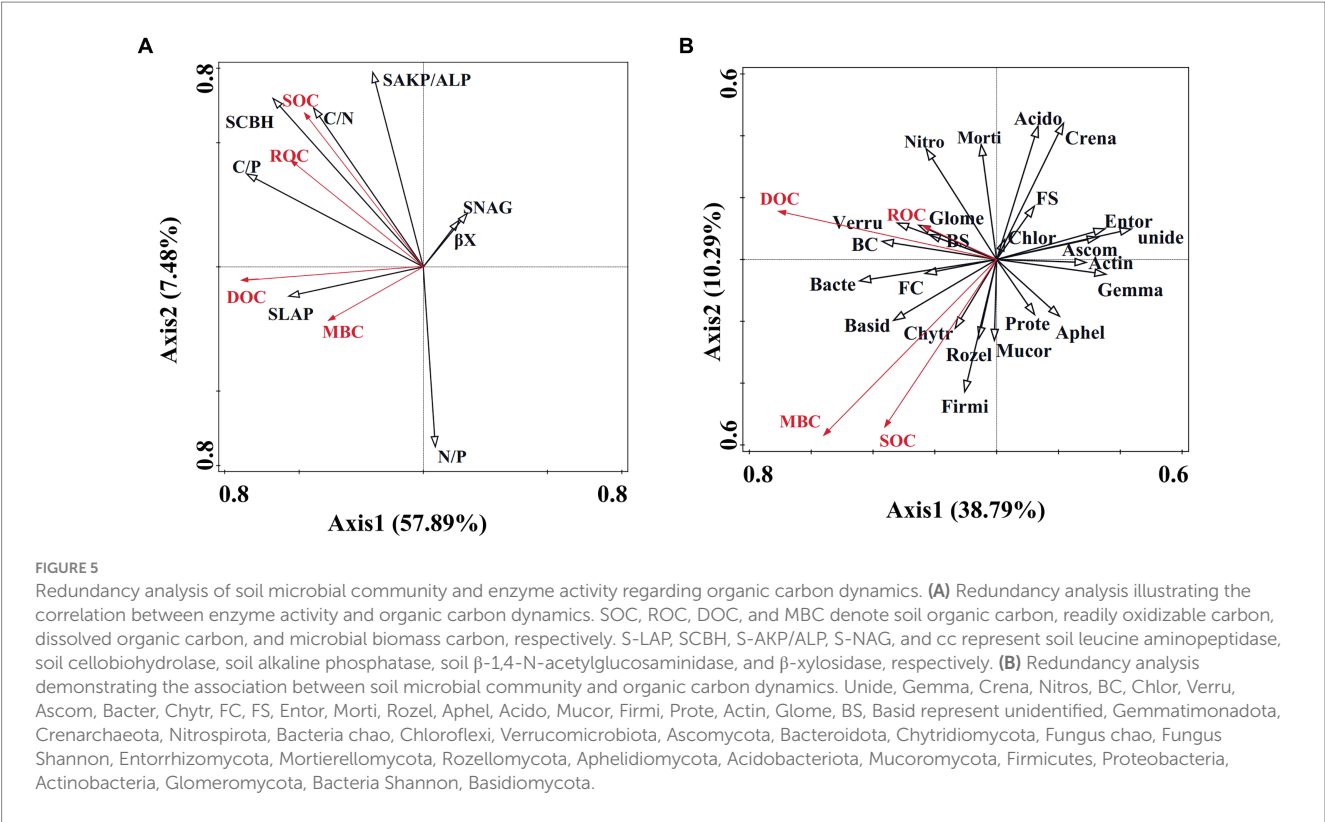 A
0.8
SAKP/ALP
SOC
C/N
SCBH
ROC
C/P
SNAG
βX
DOC
SLAP
MBC
N/P
0.8
0.8
0.8
Axis1 (57.89%)
Axis2 (7.48%)
B
0.6
Acido
Crena
Nitro
Morti
DOC
FS
Verru
ROC
Glome
Entor
BC
BS
Chlor
unide
Ascom
Actin
Bacte
FC
Gemma
Basid
Chytr
Prote
Aphel
Rozel
Mucor
Firmi
MBC
SOC
0.6
0.8
0.6
Axis1 (38.79%)
Axis2 (10.29%)
FIGURE 5
Redundancy analysis of soil microbial community and enzyme activity regarding organic carbon dynamics. (A) Redundancy analysis illustrating the
correlation between enzyme activity and organic carbon dynamics. SOC, ROC, DOC, and MBC denote soil organic carbon, readily oxidizable carbon,
dissolved organic carbon, and microbial biomass carbon, respectively. S-LAP, SCBH, S-AKP/ALP, S-NAG, and cc represent soil leucine aminopeptidase,
soil cellobiohydrolase, soil alkaline phosphatase, soil β-1,4-N-acetylglucosaminidase, and β-xylosidase, respectively. (B) Redundancy analysis
demonstrating the association between soil microbial community and organic carbon dynamics. Unide, Gemma, Crena, Nitros, BC, Chlor, Verru,
Ascom, Bacter, Chytr, FC, FS, Entor, Morti, Rozel, Aphel, Acido, Mucor, Firmi, Prote, Actin, Glome, BS, Basid represent unidentified, Gemmatimonadota,
Crenarchaeota, Nitrospirota, Bacteria chao, Chloroflexi, Verrucomicrobiota, Ascomycota, Bacteroidota, Chytridiomycota, Fungus chao, Fungus
Shannon, Entorrhizomycota, Mortierellomycota, Rozellomycota, Aphelidiomycota, Acidobacteriota, Mucoromycota, Firmicutes, Proteobacteria,
Actinobacteria, Glomeromycota, Bacteria Shannon, Basidiomycota.